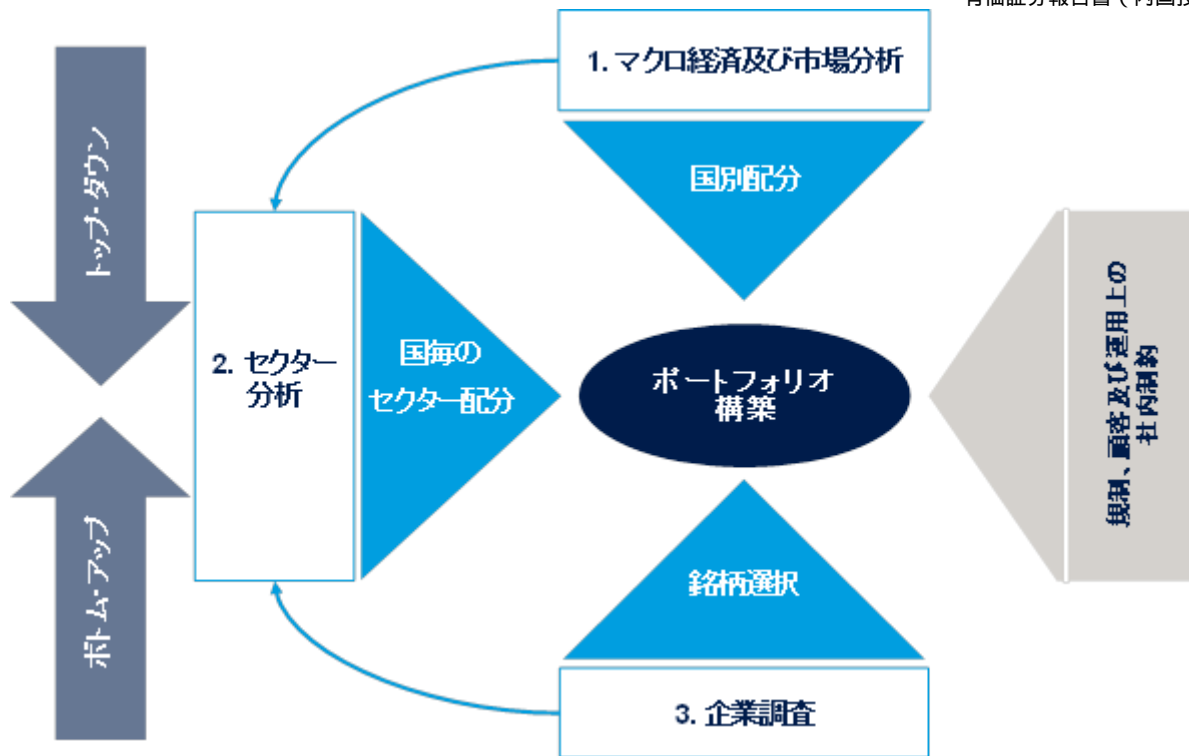 1. マクロ経済及び市場分析
国別配分
トップ・ダウン
2. セクター
分析
国毎の
セクター配分
ポートフォリオ
構築
規制、顧客及び運用上の
社内制約
ボトム・アップ
銘柄選択
3. 企業調査